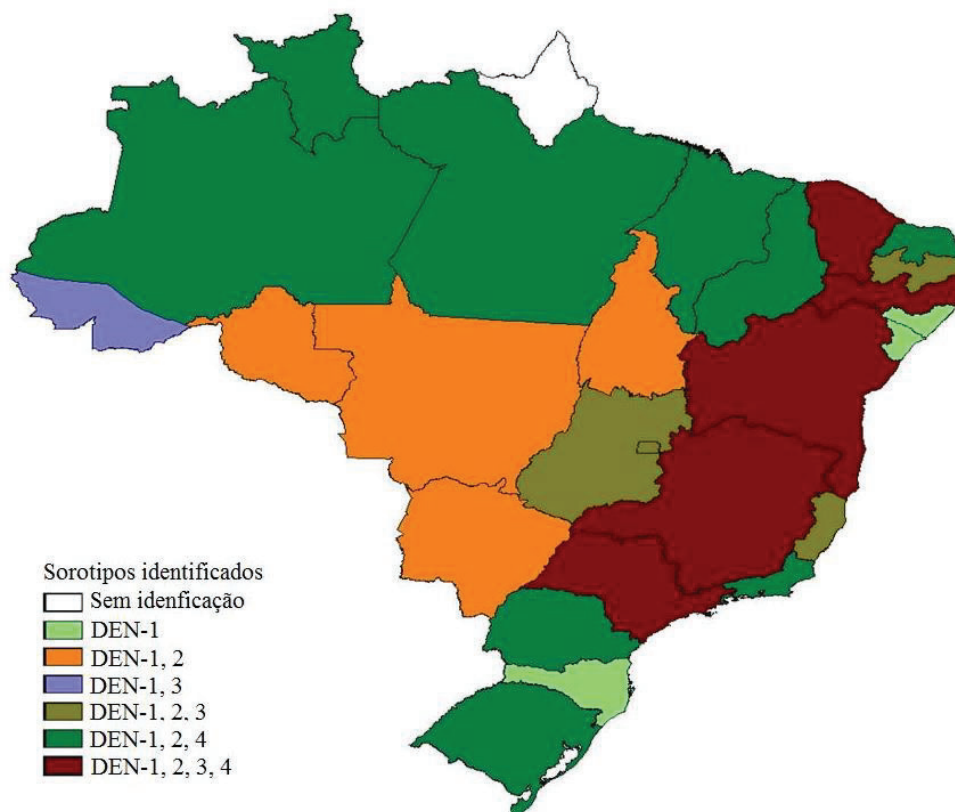 Sorotipos identificados
Sem idenficação
DEN-1
DEN-1, 2
DEN-1, 3
DEN-1, 2, 3
DEN-1, 2, 4
DEN-1, 2, 3, 4